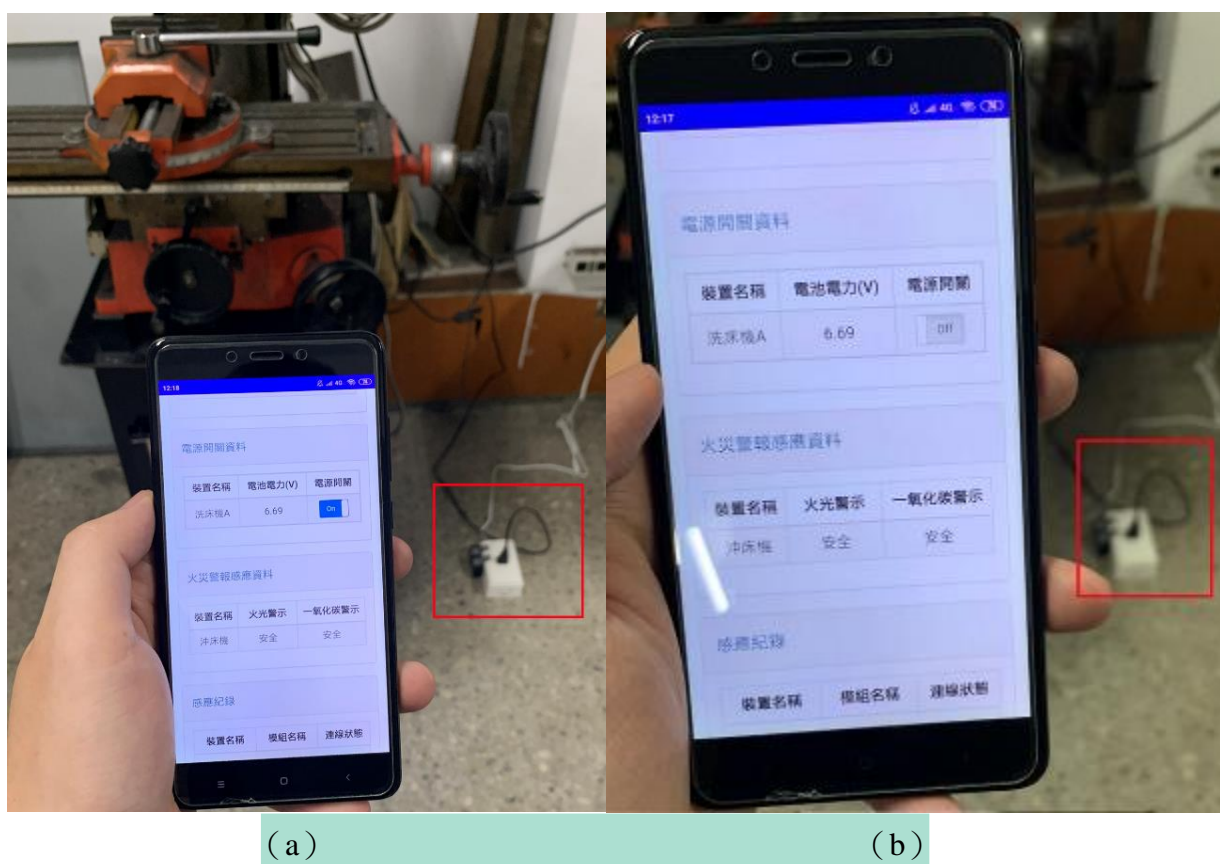 12:18
4G
電源開關資料
裝置名稱 電池電力(V) 電源開關
洗床機A 6.69 On
火災警報感應資料
裝置名稱 火光警示 一氧化碳警示
沖床機 安全 安全
感應紀錄
裝置名稱 模組名稱 連線狀態
12:17
4G
電源開關資料
裝置名稱 電池電力(V) 電源開關
洗床機A 6.69 Off
火災警報感應資料
裝置名稱 火光警示 一氧化碳警示
沖床機 安全 安全
感應紀錄
裝置名稱 模組名稱 連線狀態
（a）
（b）